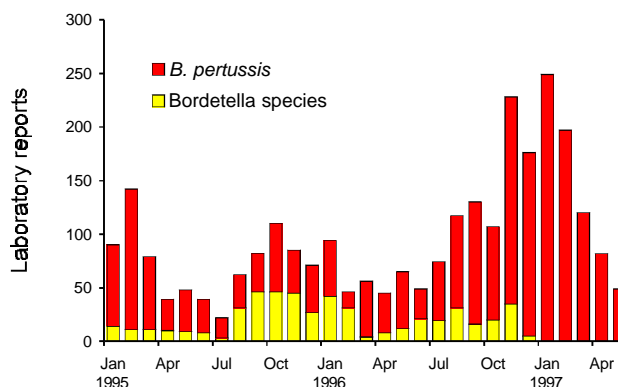 300
250
200
150
100
50
0
Laboratory reports
B. pertussis
Bordetella species
Jan Apr Jul Oct Jan Apr Jul Oct Jan Apr
1995 1996 1997